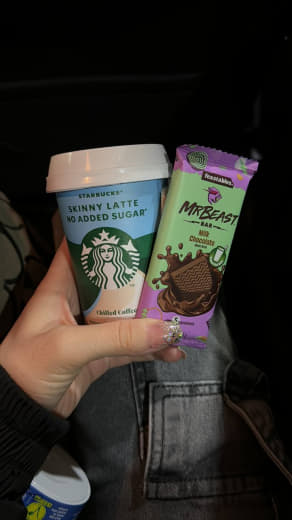 STARBUCKS®
SKINNY LATTE
NO ADDED SUGAR*
Chilled Coffee
feastables.
MRBEAST
BAR
Milk
Chocolate